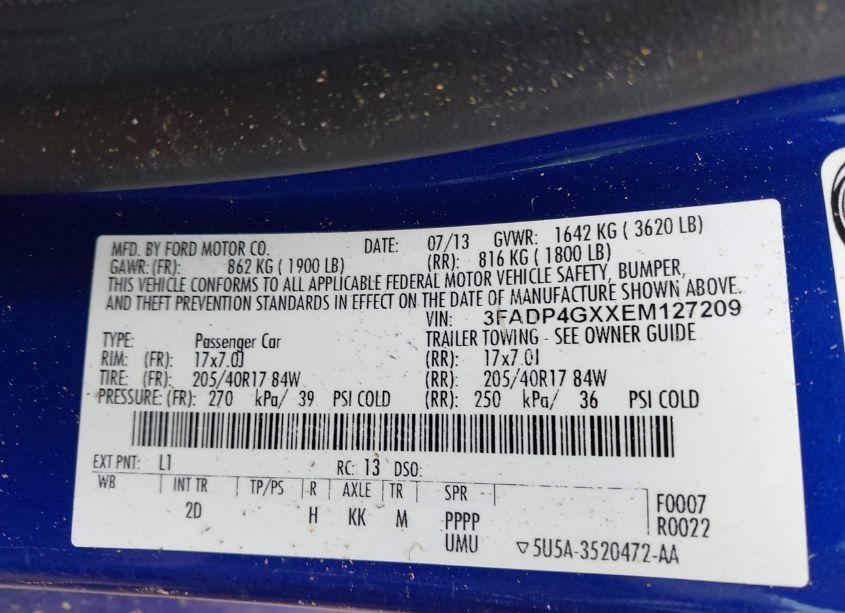 MFD. BY FORD MOTOR CO. DATE: 07/13 GVWR: 1642 KG ( 3620 LB)
GAWR: (FR): 862 KG ( 1900 LB) (RR): 816 KG ( 1800 LB)
THIS VEHICLE CONFORMS TO ALL APPLICABLE FEDERAL MOTOR VEHICLE SAFETY, BUMPER,
AND THEFT PREVENTION STANDARDS IN EFFECT ON THE DATE OF MANUFACTURE SHOWN ABOVE.
VIN: 3FADP4GXXEM127209
TYPE: Passenger Car TRAILER TOWING - SEE OWNER GUIDE
RIM: (FR): 17x7.0J (RR): 17x7.0J
TIRE: (FR): 205/40R17 84W (RR): 205/40R17 84W
PRESSURE: (FR): 270 kPa/ 39 PSI COLD (RR): 250 kPa/ 36 PSI COLD
EXT PNT: L1 RC: 13 DSO:
WB INT TR TP/PS R AXLE TR SPR F0007
2D H KK M PPPP R0022
UMU ▽5U5A-3520472-AA